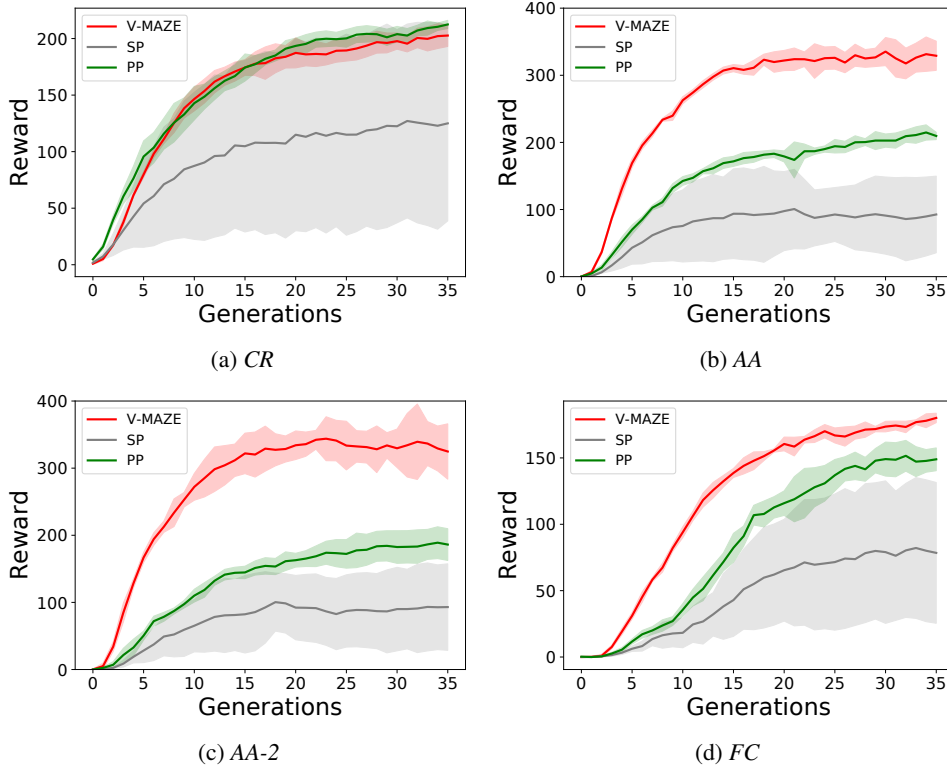 V-MAZE
SP
PP
200
150
100
50
0
Reward
0 5 10 15 20 25 30 35
Generations
(a) CR
V-MAZE
SP
PP
400
300
200
100
0
Reward
0 5 10 15 20 25 30 35
Generations
(b) AA
V-MAZE
SP
PP
400
300
200
100
0
Reward
0 5 10 15 20 25 30 35
Generations
(c) AA-2
V-MAZE
SP
PP
150
100
50
0
Reward
0 5 10 15 20 25 30 35
Generations
(d) FC